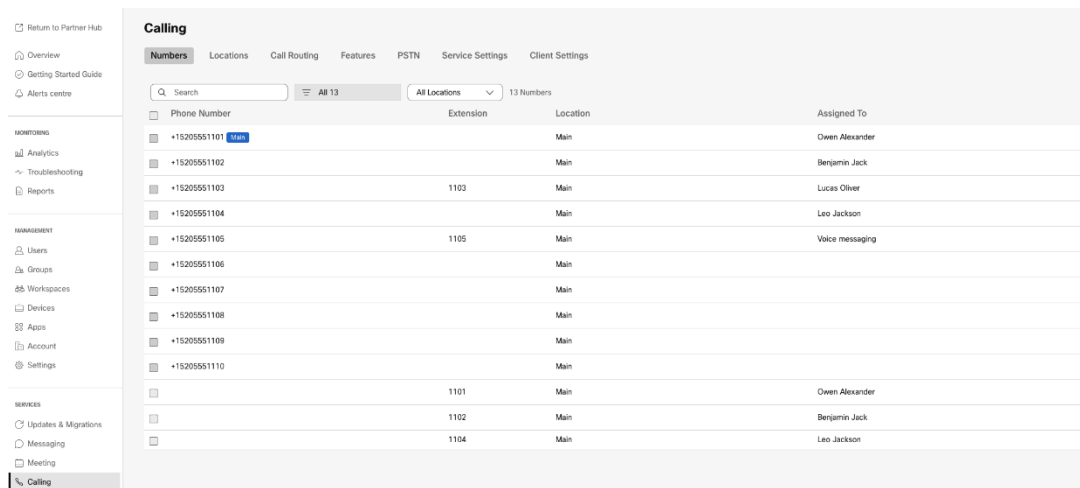 Return to Partner Hub
Overview
Getting Started Guide
Alerts centre
MONITORING
Analytics
Troubleshooting
Reports
MANAGEMENT
Users
Groups
Workspaces
Devices
Apps
Account
Settings
SERVICES
Updates & Migrations
Messaging
Meeting
Calling
Calling
Numbers Locations Call Routing Features PSTN Service Settings Client Settings
Search All 13 All Locations 13 Numbers
Phone Number Extension Location Assigned To
+15205551101 Main Main Owen Alexander
+15205551102 Main Benjamin Jack
+15205551103 1103 Main Lucas Oliver
+15205551104 Main Leo Jackson
+15205551105 1105 Main Voice messaging
+15205551106 Main
+15205551107 Main
+15205551108 Main
+15205551109 Main
+15205551110 Main
1101 Main Owen Alexander
1102 Main Benjamin Jack
1104 Main Leo Jackson